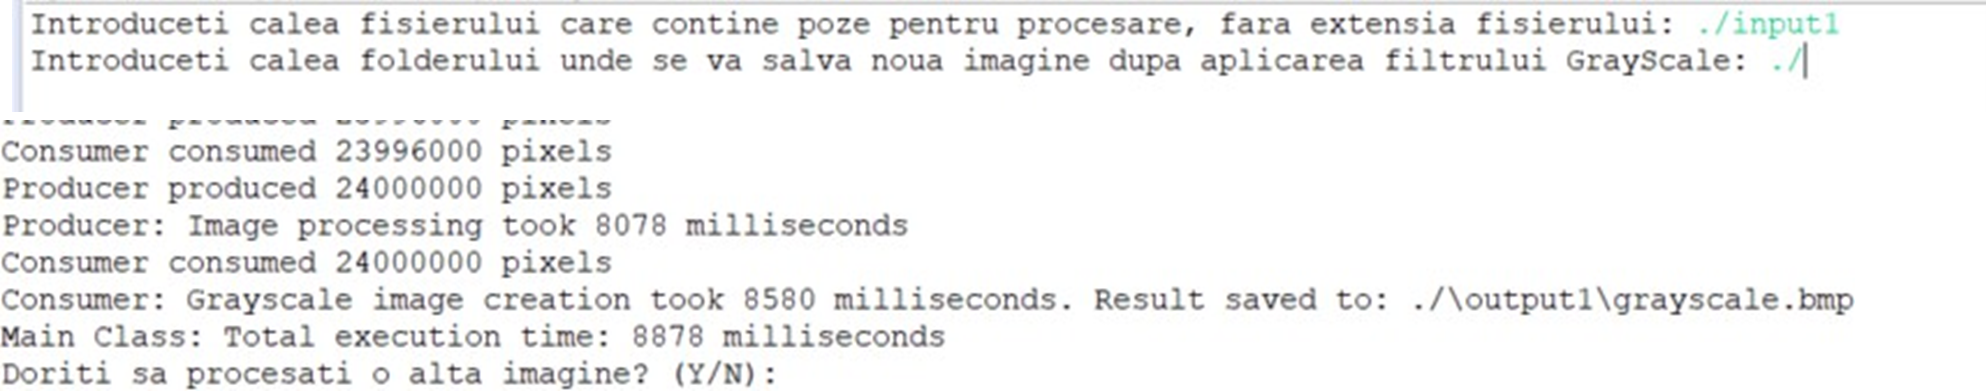 Introduceti calea fisierului care contine poze pentru procesare, fara extensia fisierului: ./input1
Introduceti calea folderului unde se va salva noua imagine dupa aplicarea filtrului GrayScale: ./
Producer produced pixels
Consumer consumed 23996000 pixels
Producer produced 24000000 pixels
Producer: Image processing took 8078 milliseconds
Consumer consumed 24000000 pixels
Consumer: Grayscale image creation took 8580 milliseconds. Result saved to: ./\output1\grayscale.bmp
Main Class: Total execution time: 8878 milliseconds
Doriti sa procesati o alta imagine? (Y/N):